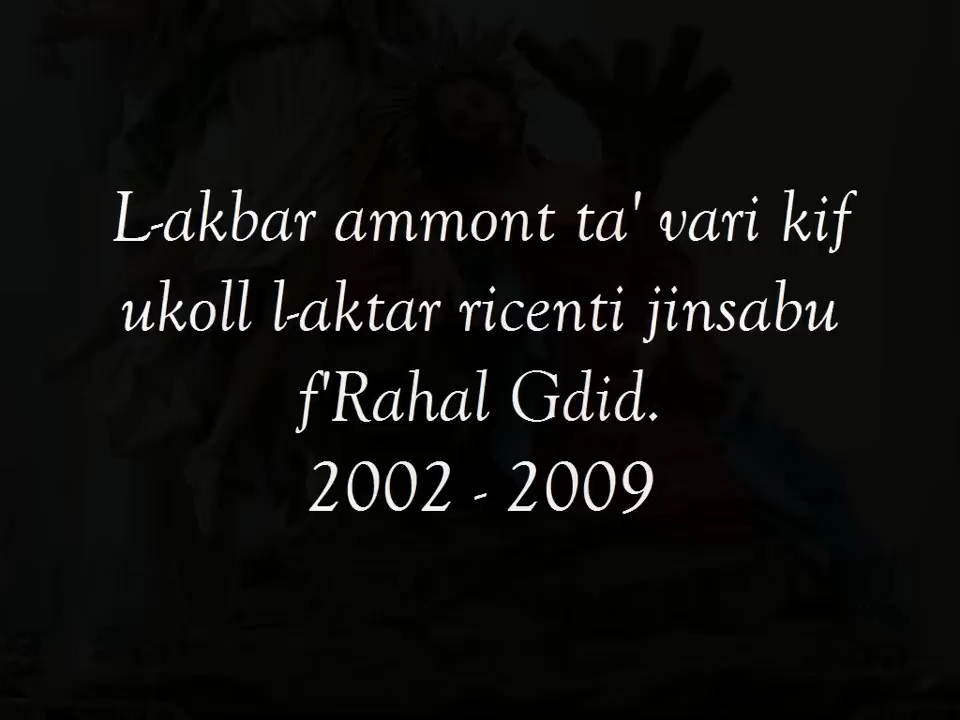 L-akbar ammont ta' vari kif
ukoll l-aktar ricenti jinsabu
f'Rahal Gdid.
2002 - 2009